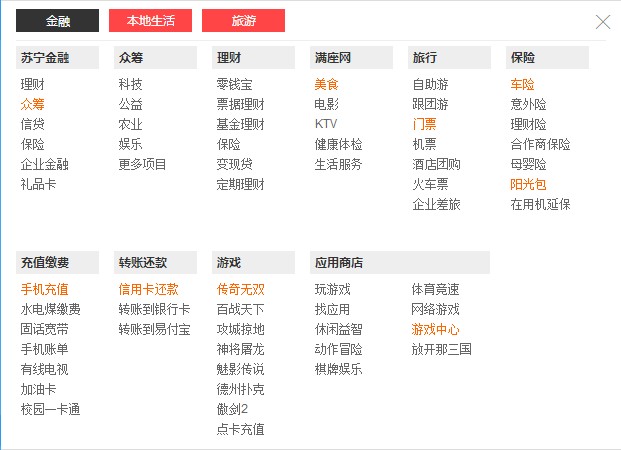 金融
本地生活
旅游
苏宁金融
理财
众筹
信贷
保险
企业金融
礼品卡
众筹
科技
公益
农业
娱乐
更多项目
理财
零钱宝
票据理财
基金理财
保险
变现贷
定期理财
满座网
美食
电影
KTV
健康体检
生活服务
旅行
自助游
跟团游
门票
机票
酒店团购
火车票
企业差旅
保险
车险
意外险
理财险
合作商保险
母婴险
阳光包
在用机延保
充值缴费
手机充值
水电煤缴费
固话宽带
手机账单
有线电视
加油卡
校园一卡通
转账还款
信用卡还款
转账到银行卡
转账到易付宝
游戏
传奇无双
百战天下
攻城掠地
神将屠龙
魅影传说
德州扑克
傲剑2
点卡充值
应用商店
玩游戏
找应用
休闲益智
动作冒险
棋牌娱乐
体育竞速
网络游戏
游戏中心
放开那三国